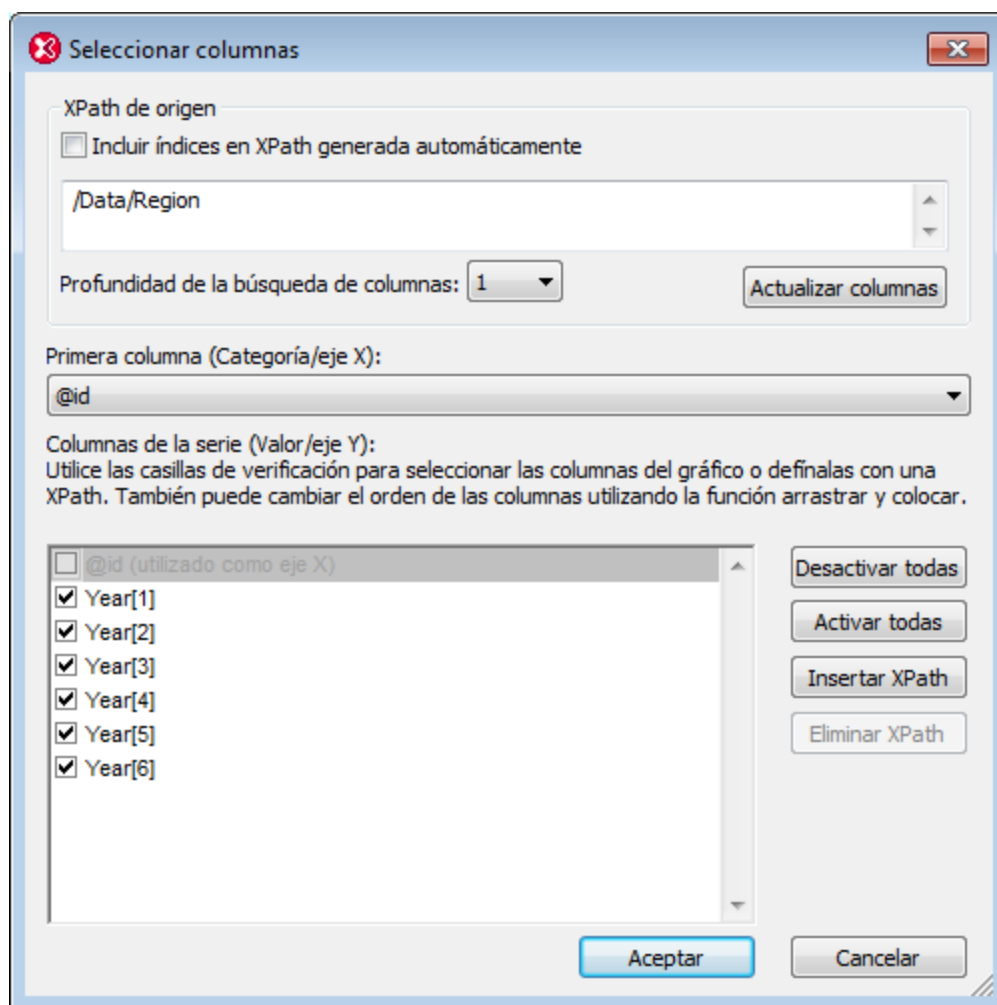 Seleccionar columnas
XPath de origen
Incluir índices en XPath generada automáticamente
/Data/Region
Profundidad de la búsqueda de columnas: 1
Actualizar columnas
Primera columna (Categoría/eje X):
@id
Columnas de la serie (Valor/eje Y):
Utilice las casillas de verificación para seleccionar las columnas del gráfico o defínalas con una
XPath. También puede cambiar el orden de las columnas utilizando la función arrastrar y colocar.
@id (utilizado como eje X)
Year[1]
Year[2]
Year[3]
Year[4]
Year[5]
Year[6]
Desactivar todas
Activar todas
Insertar XPath
Eliminar XPath
Aceptar
Cancelar